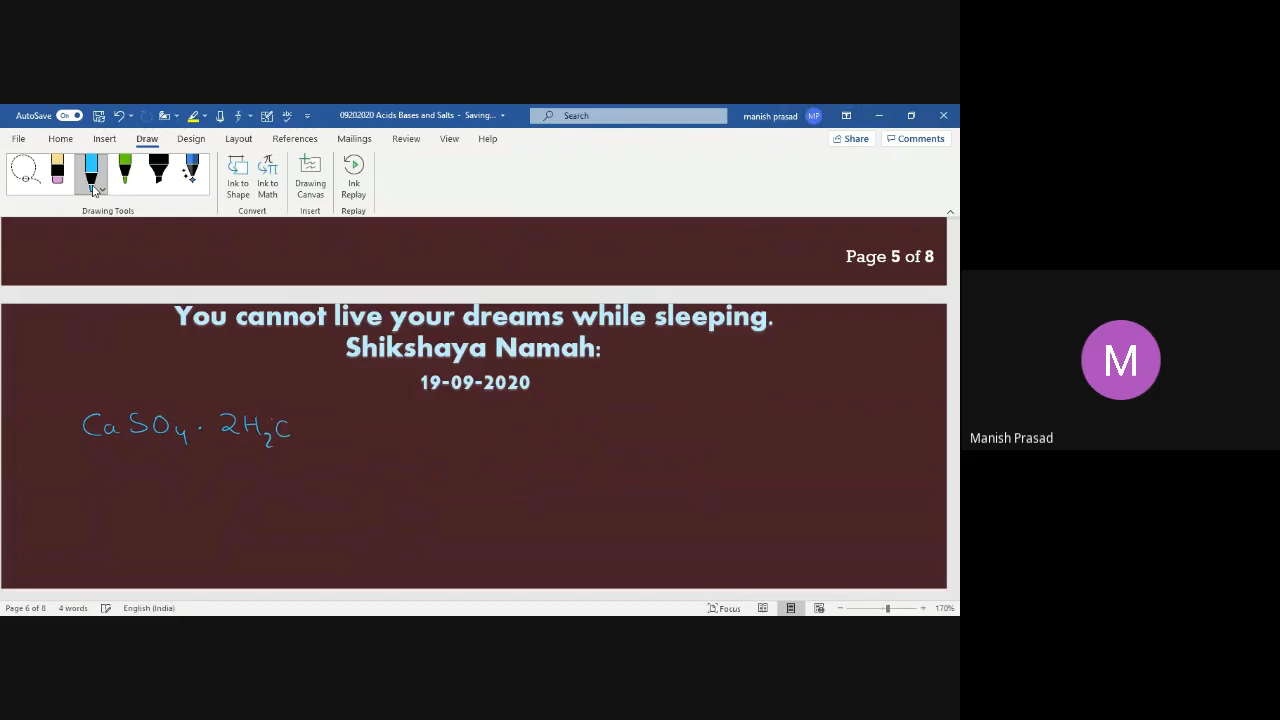 AutoSave On 09202020 Acids Bases and Salts - Saving... Search manish prasad MP
File Home Insert Draw Design Layout References Mailings Review View Help Share Comments
Ink to Shape Ink to Math Drawing Canvas Ink Replay
Drawing Tools Convert Insert Replay
Page 5 of 8
You cannot live your dreams while sleeping.
Shikshaya Namah:
19-09-2020
CaSO₄ · 2H₂C
M
Manish Prasad
Page 6 of 8 4 words English (India) Focus 170%